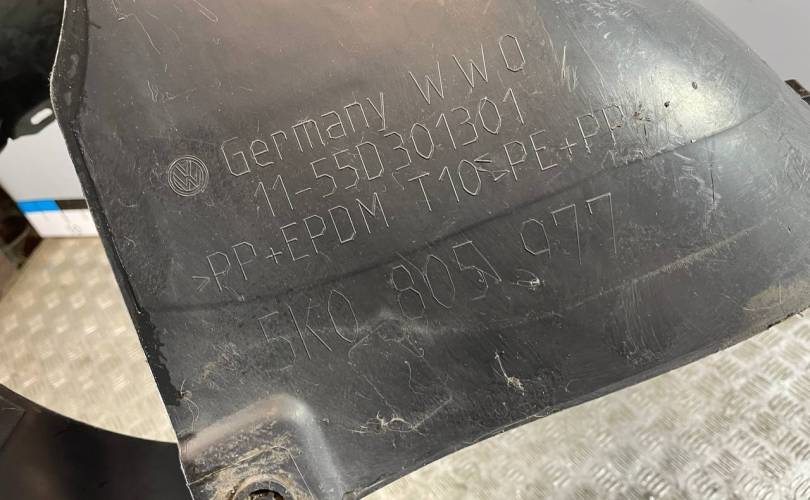 Germany WWO
11-55D301301
>PP+EPDM T10<>PE+PP<
5K0 805 977